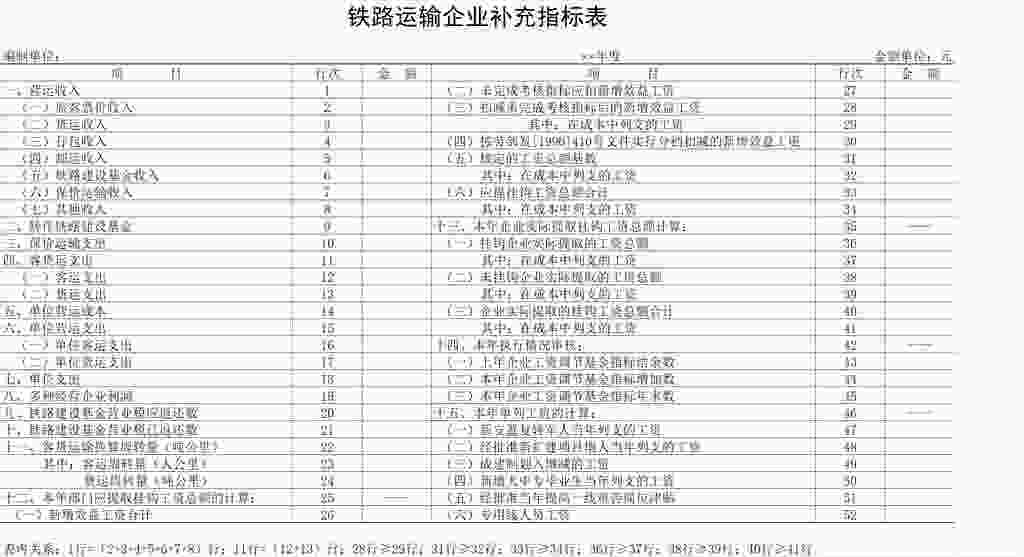 铁路运输企业补充指标表
编制单位： ××年度 金额单位：元
项 目 行次 金 额 项 目 行次 金 额
一、营运收入 1 （二）未完成考核指标应扣新增效益工资 27
（一）旅客票价收入 2 （三）扣减未完成考核指标后的新增效益工资 28
（二）货运收入 3 其中：在成本中列支的工资 29
（三）行包收入 4 （四）按劳部发[1996]410号文件实行分档扣减的新增效益工资 30
（四）邮运收入 5 （五）核定的工资总额基数 31
（五）铁路建设基金收入 6 其中：在成本中列支的工资 32
（六）保价运输收入 7 （六）应提挂钩工资总额合计 33
（七）其他收入 8 其中：在成本中列支的工资 34
二、转作铁路建设基金 9 十三、本年企业实际提取挂钩工资总额计算： 35 ——
三、保价运输支出 10 （一）挂钩企业实际提取的工资总额 36
四、客货运支出 11 其中：在成本中列支的工资 37
（一）客运支出 12 （二）未挂钩企业实际提取的工资总额 38
（二）货运支出 13 其中：在成本中列支的工资 39
五、单位营运成本 14 （三）企业实际提取的挂钩工资总额合计 40
六、单位营运支出 15 其中：在成本中列支的工资 41
（一）单位客运支出 16 十四、本年执行情况审核： 42 ——
（二）单位货运支出 17 （一）上年企业工资调节基金指标结余数 43
七、单位支出 18 （二）本年企业工资调节基金指标增加数 44
八、多种经营企业利润 19 （三）本年企业工资调节基金指标年末数 45
九、铁路建设基金营业税应返还数 20 十五、本年单列工资的计算： 46 ——
十、铁路建设基金营业税已返还数 21 （一）新安置复转军人当年列支的工资 47
十一、客货运输换算周转量（吨公里） 22 （二）经批准新扩建项目增人当年列支的工资 48
其中：客运周转量（人公里） 23 （三）成建制划入增减的工资 49
货运周转量（吨公里） 24 （四）新增大中专毕业生当年列支的工资 50
十二、本年部门应提取挂钩工资总额的计算： 25 —— （五）经批准当年提高一线艰苦岗位津贴 51
（一）新增效益工资合计 26 （六）专用线人员工资 52
表内关系：1行=（2+3+4+5+6+7+8）行；11行=（12+13）行；28行≥29行；31行≥32行；33行≥34行；36行≥37行；38行≥39行；40行≥41行。